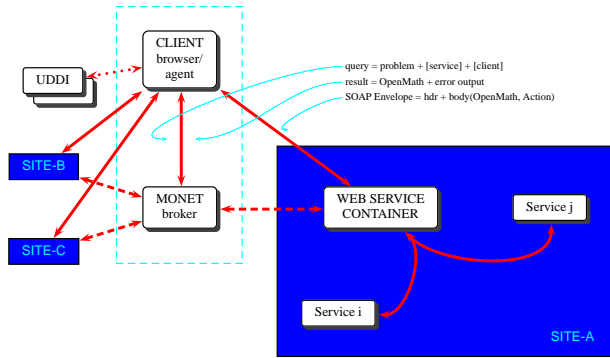 CLIENT
browser/
agent
UDDI
query = problem + [service] + [client]
result = OpenMath + error output
SOAP Envelope = hdr + body(OpenMath, Action)
SITE-B
MONET
broker
WEB SERVICE
CONTAINER
Service j
SITE-C
Service i
SITE-A